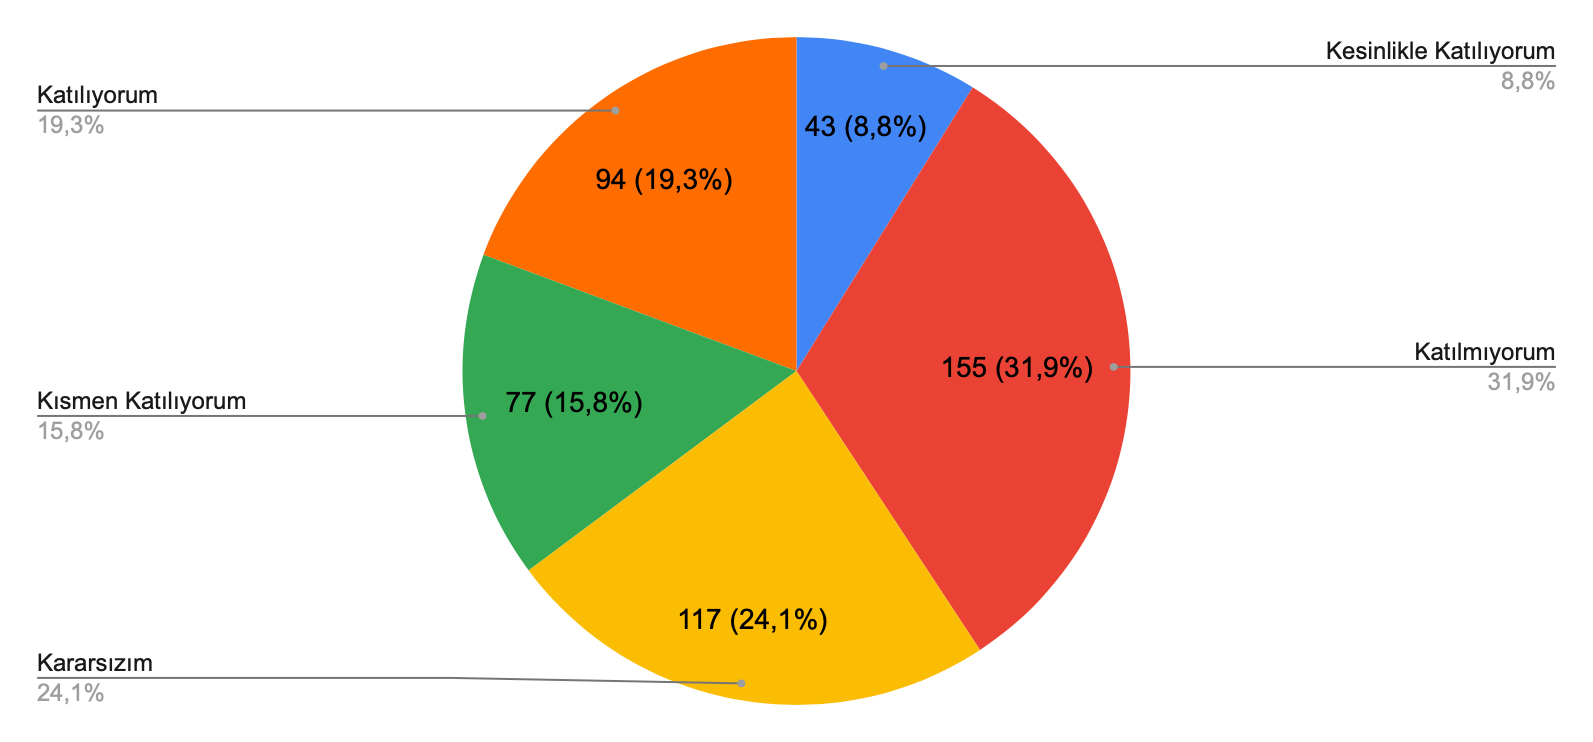 Kesinlikle Katılıyorum
8,8%
Katılıyorum
19,3%
43 (8,8%)
94 (19,3%)
Katılmıyorum
31,9%
155 (31,9%)
Kısmen Katılıyorum
15,8%
77 (15,8%)
117 (24,1%)
Kararsızım
24,1%